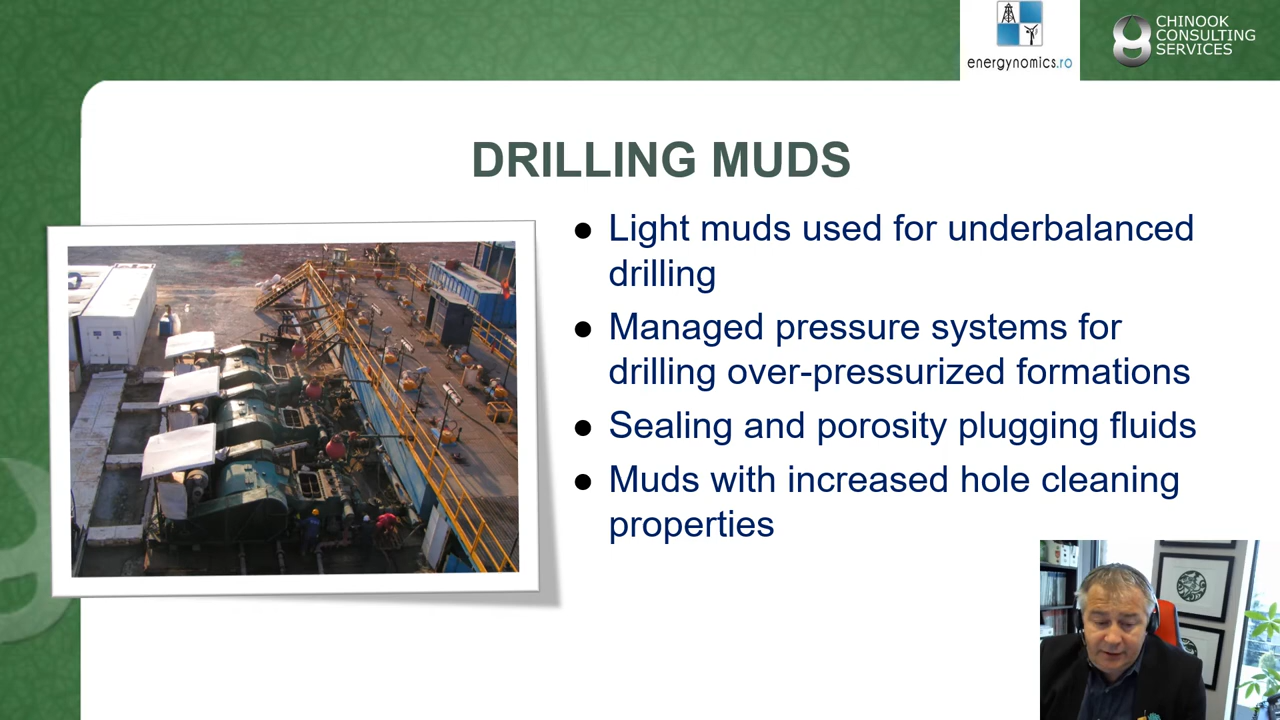 energynomics.ro
CHINOOK
CONSULTING
SERVICES
DRILLING MUDS
● Light muds used for underbalanced
drilling
● Managed pressure systems for
drilling over-pressurized formations
● Sealing and porosity plugging fluids
● Muds with increased hole cleaning
properties